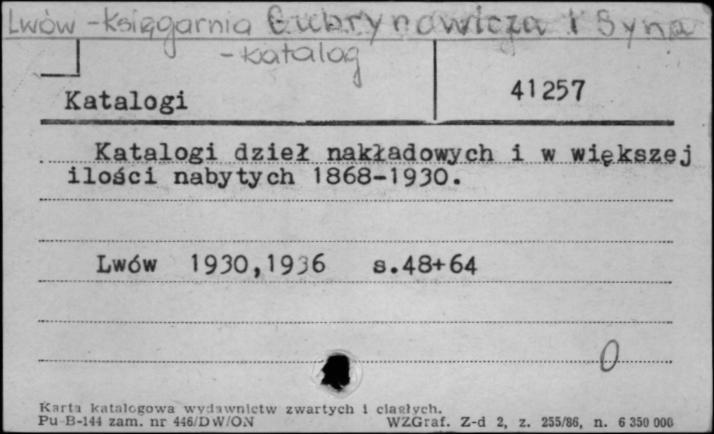 Lwów - Księgarnia Gubrynowicza i Syna
- katalog
Katalogi 41257
Katalogi dzieł nakładowych i w większej
ilości nabytych 1868-1930.
Lwów 1930,1936 s.48+64
0
Karta katalogowa wydawnictw zwartych i ciągłych.
Pu-B-144 zam. nr 446/DW/ON WZGraf. Z-d 2, z. 255/86, n. 6 350 000